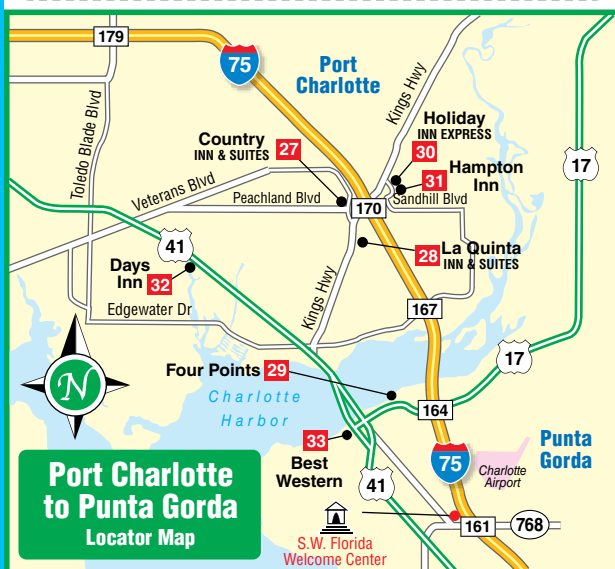 179
75
Port
Charlotte
Kings Hwy
Toledo Blade Blvd
Country
INN & SUITES 27
Holiday
INN EXPRESS
30
31 Hampton
Inn
17
Veterans Blvd
Peachland Blvd
170
Sandhill Blvd
41
Days
Inn 32
28 La Quinta
INN & SUITES
Edgewater Dr
Kings Hwy
167
17
N
Four Points 29
Charlotte
Harbor
164
33
Best
Western
75
Punta
Gorda
Charlotte
Airport
41
Port Charlotte
to Punta Gorda
Locator Map
S.W. Florida
Welcome Center
161
768